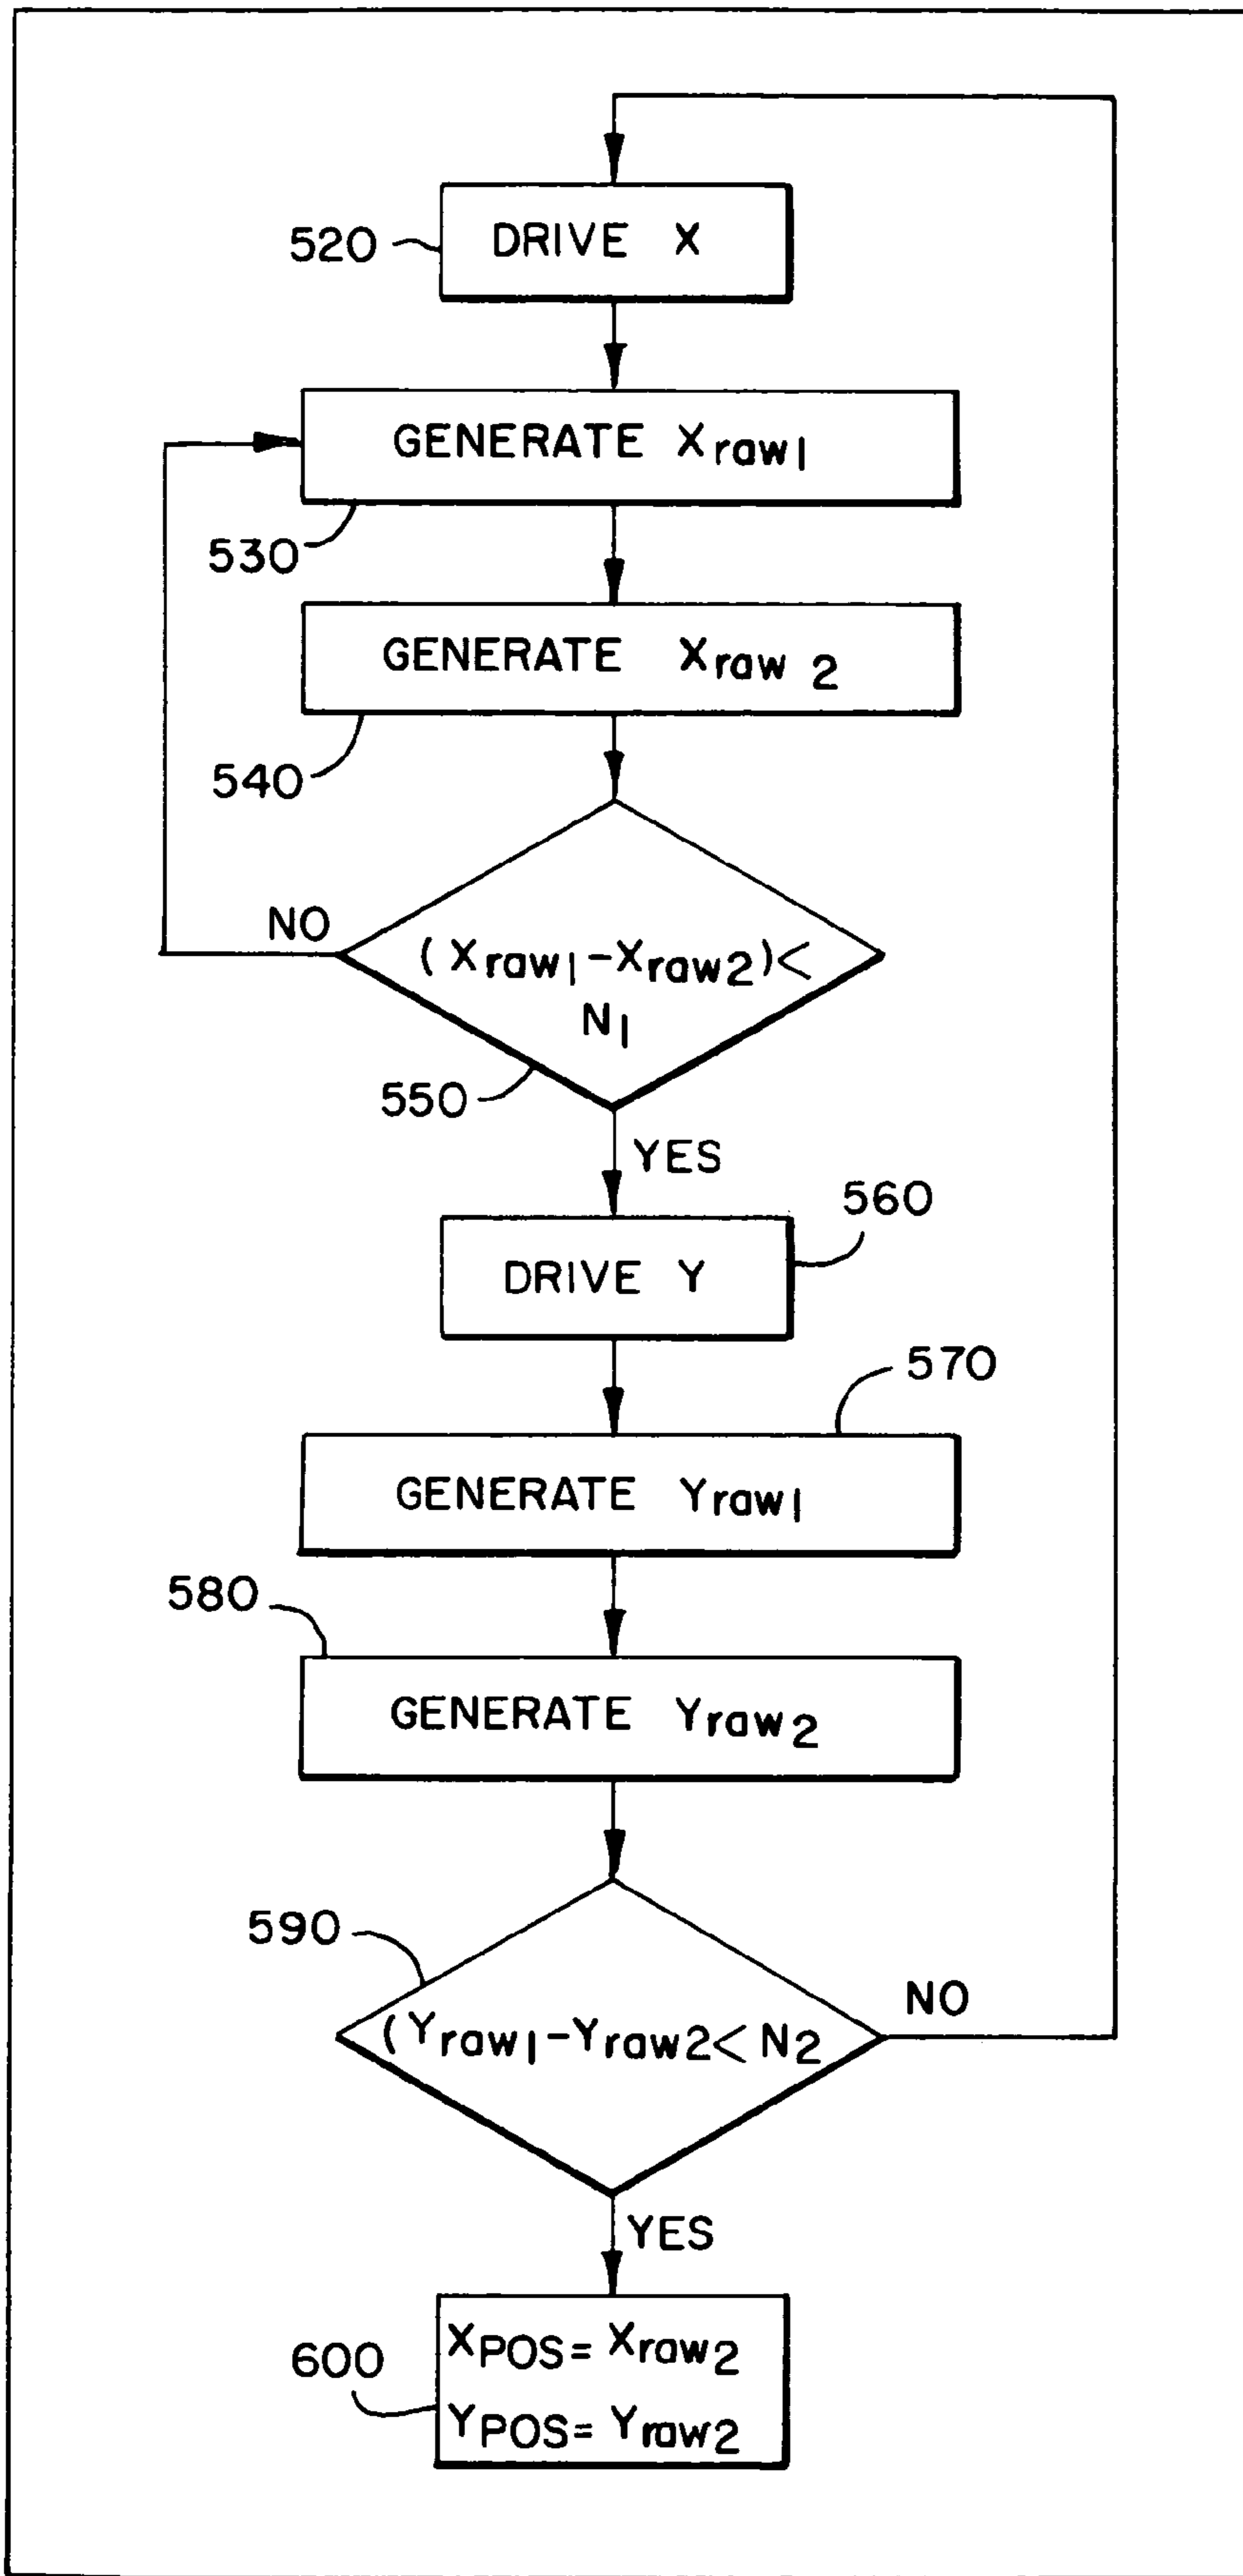 520
DRIVE X
GENERATE Xraw1
530
GENERATE Xraw 2
540
NO
(Xraw1-Xraw2)<
N1
550
YES
560
DRIVE Y
570
GENERATE Yraw1
580
GENERATE Yraw2
590
NO
(Yraw1-Yraw2<N2
YES
600
XPOS= Xraw2
YPOS= Yraw2